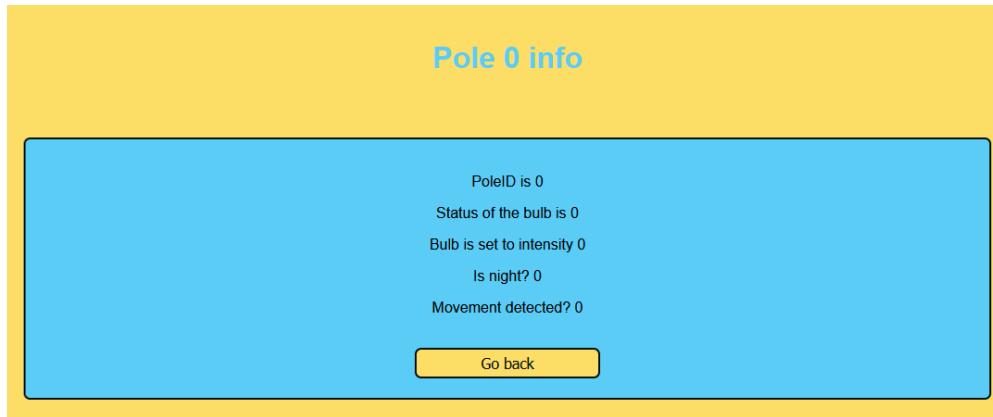 Pole 0 info
PoleID is 0
Status of the bulb is 0
Bulb is set to intensity 0
Is night? 0
Movement detected? 0
Go back